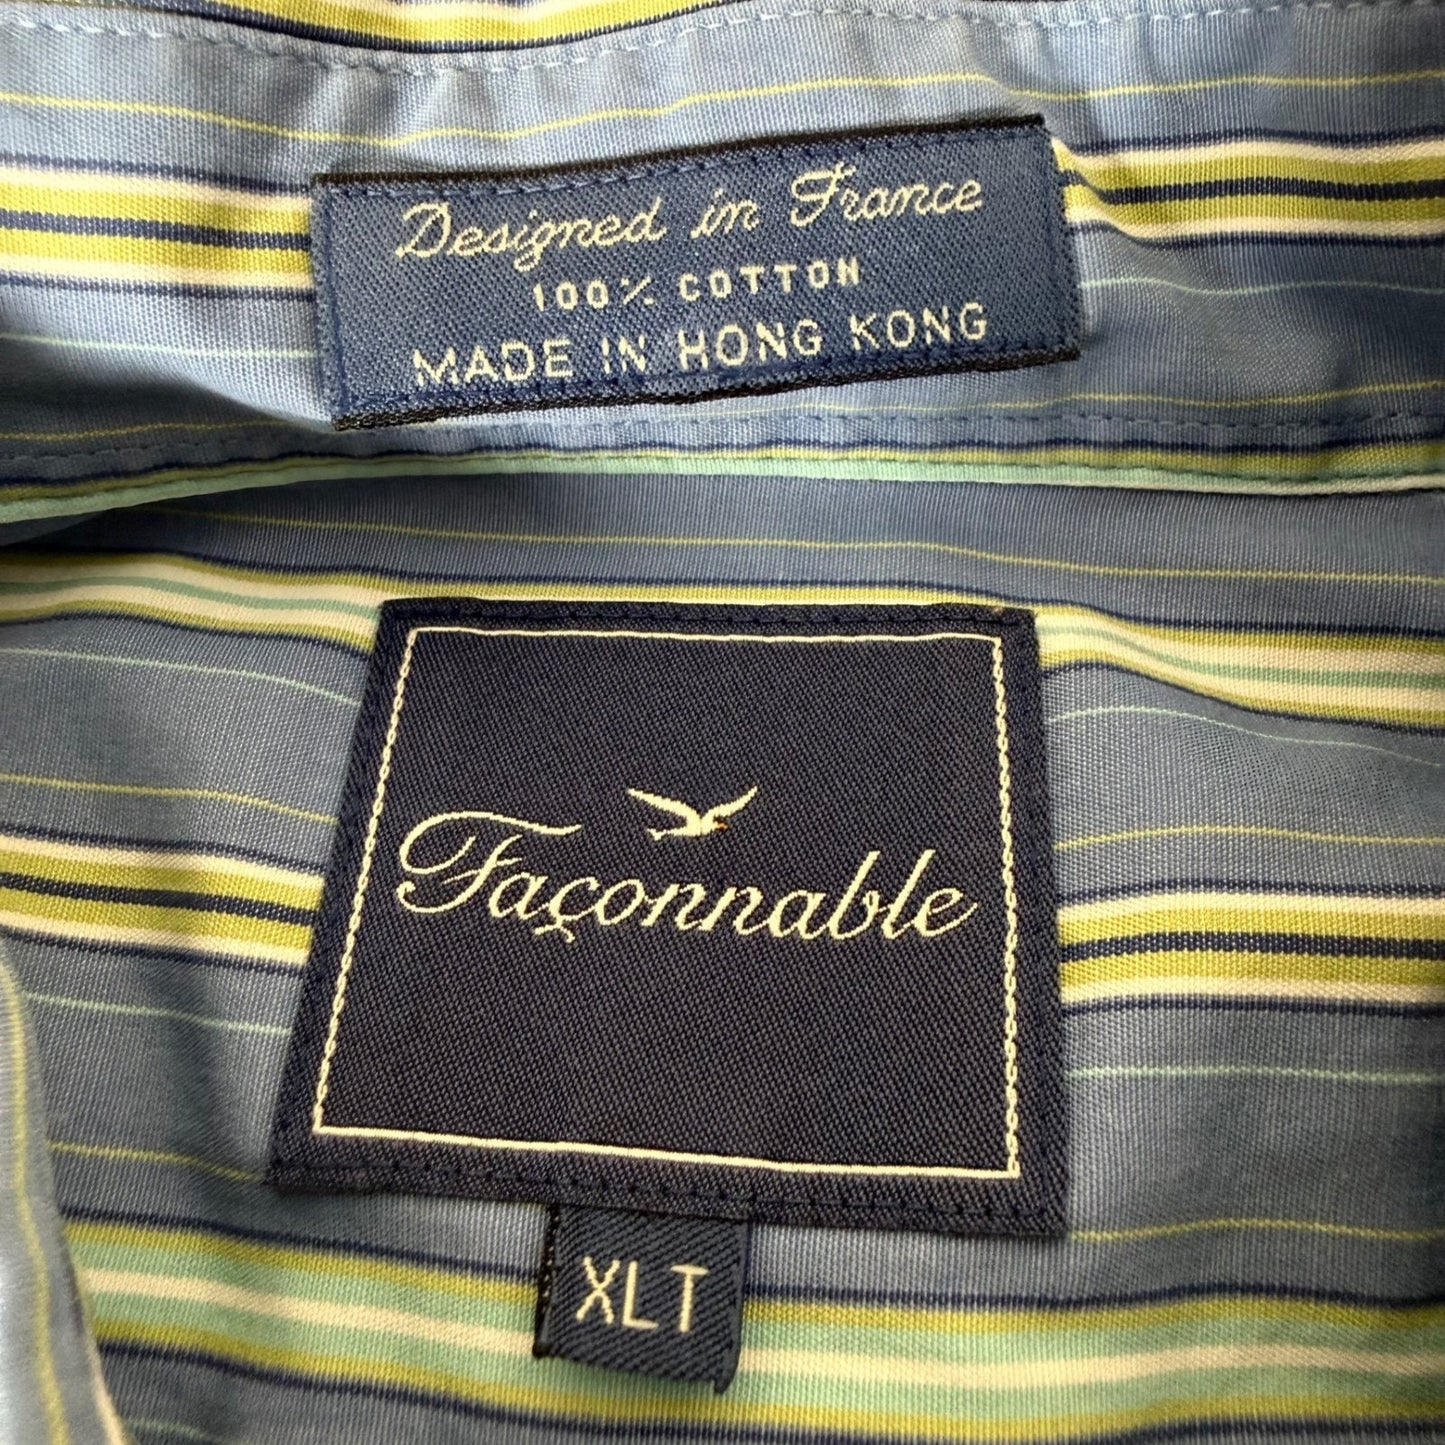 Designed in France
100% COTTON
MADE IN HONG KONG
Façonnable
XLT